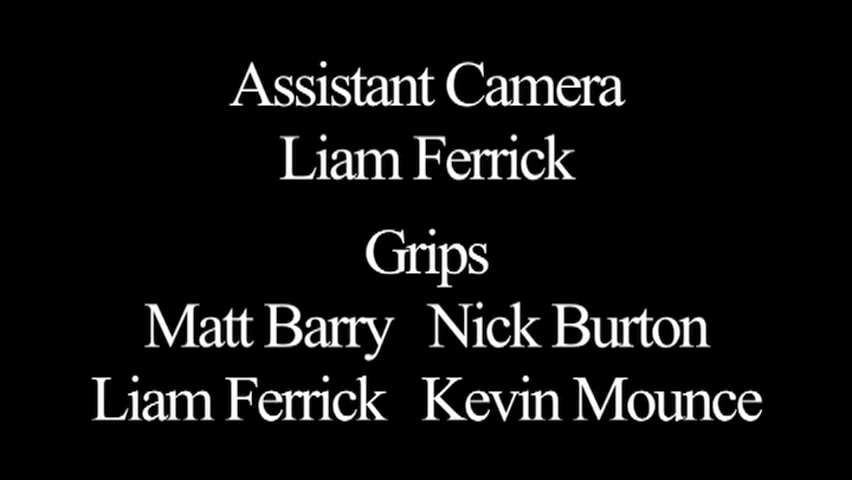 Assistant Camera
Liam Ferrick
Grips
Matt Barry Nick Burton
Liam Ferrick Kevin Mounce